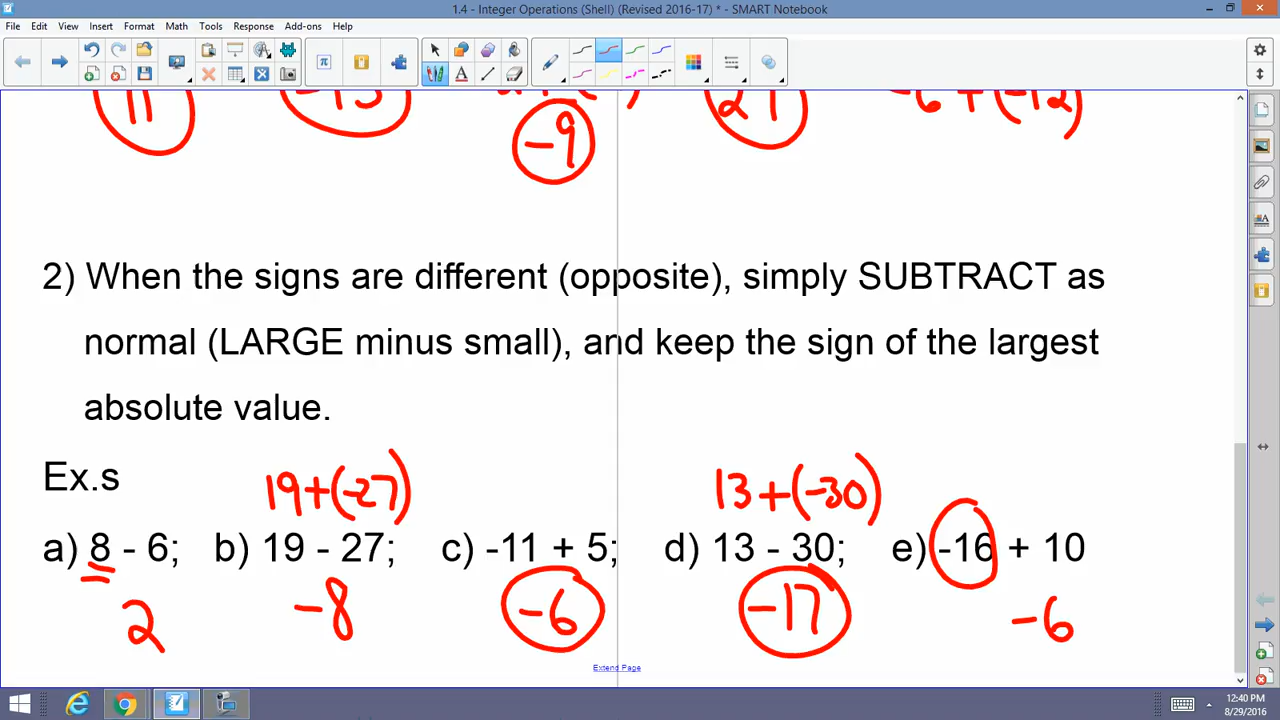 1.4 - Integer Operations (Shell) (Revised 2016-17) * - SMART Notebook
File Edit View Insert Format Math Tools Response Add-ons Help
11 -15 -9 21 -6 + (-12)
2) When the signs are different (opposite), simply SUBTRACT as
normal (LARGE minus small), and keep the sign of the largest
absolute value.
Ex.s
19+(-27) 13+(-30)
a) 8 - 6; b) 19 - 27; c) -11 + 5; d) 13 - 30; e) -16 + 10
2 -8 -6 -17 -6
Extend Page
12:40 PM
8/29/2016